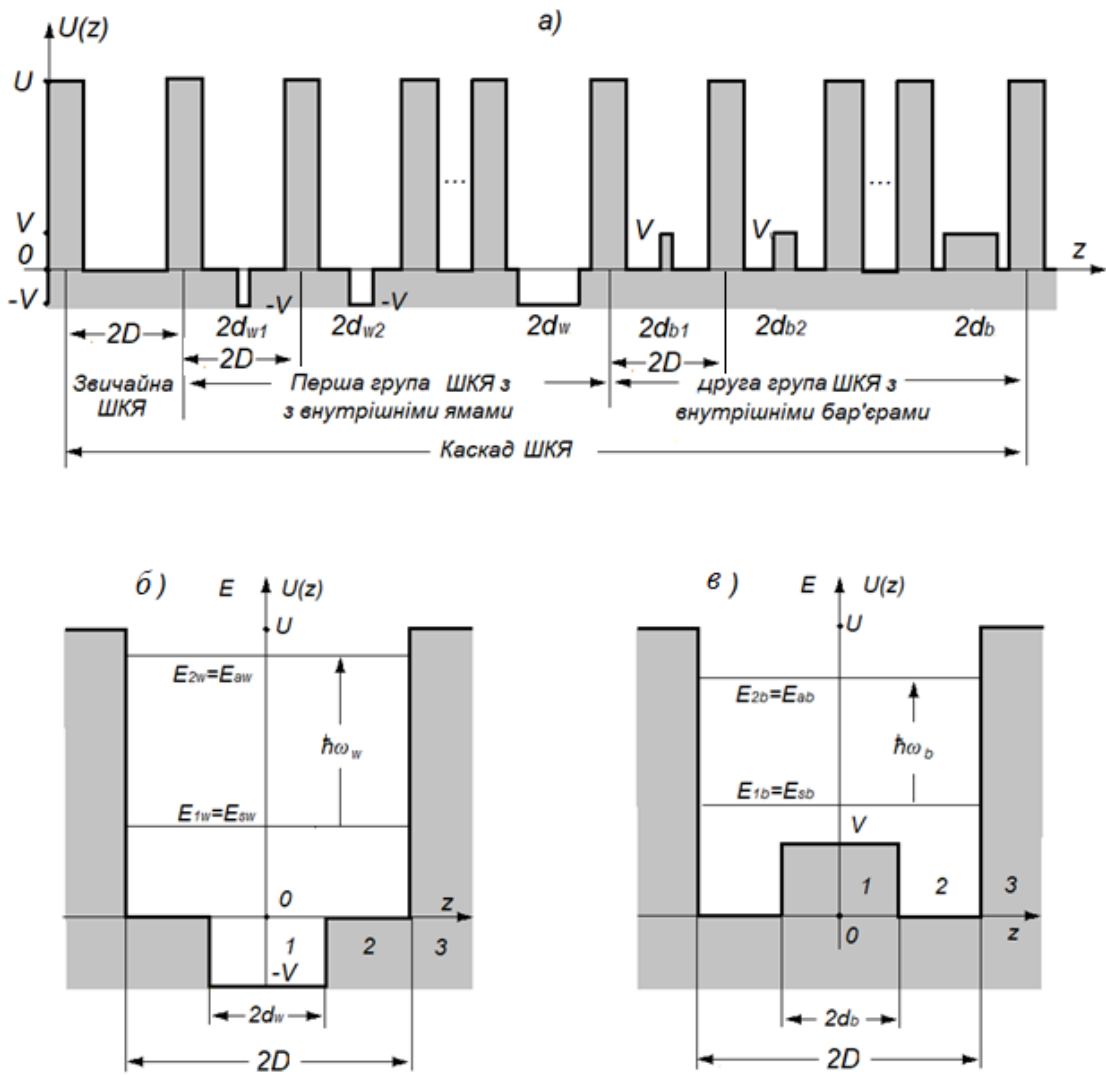 а)
U(z)
U
... ...
V V V
0 z
-V -V -V
2D 2dw1 2dw2 2dw 2db1 2db2 2db
2D 2D
Звичайна ШКЯ
Перша група ШКЯ з
з внутрішніми ямами
Друга група ШКЯ з
внутрішніми бар'єрами
Каскад ШКЯ
б)
E U(z)
U
E2w=Eaw
ħωw
E1w=Esw
0 z
1 2 3
-V
2dw
2D
в)
E U(z)
U
E2b=Eab
ħωb
E1b=Esb
V
1 2 3
0 z
2db
2D